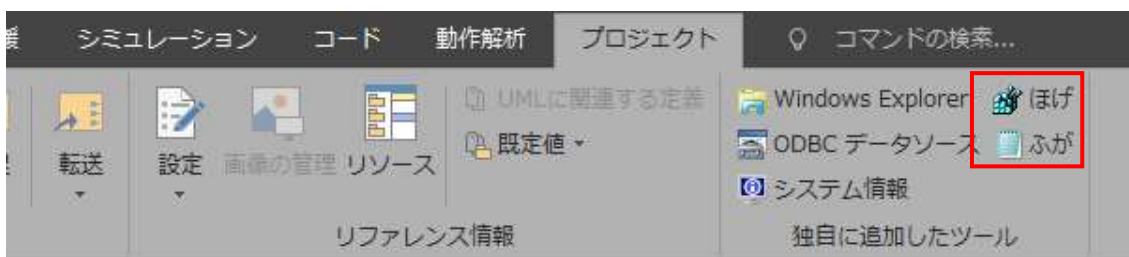 シミュレーション コード 動作解析 プロジェクト コマンドの検索...
転送
設定
画像の管理
リソース
UMLに関連する定義
既定値
リファレンス情報
Windows Explorer
ODBC データソース
システム情報
ほげ
ふが
独自に追加したツール